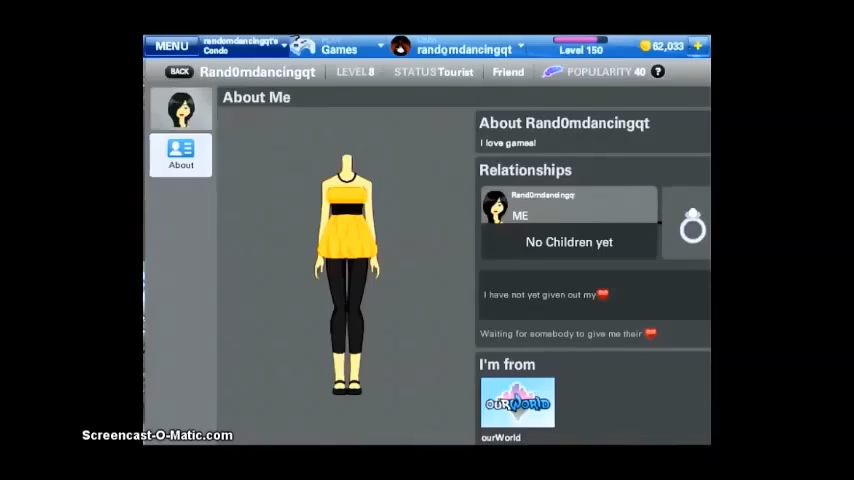 MENU
randomdancingqt's
Condo
Games
randomdancingqt
Level 150
62,033
+
BACK
Rand0mdancingqt
LEVEL 8
STATUS Tourist
Friend
POPULARITY 40
?
About Me
About
About Rand0mdancingqt
I love games!
Relationships
Rand0mdancingq
ME
No Children yet
I have not yet given out my
Waiting for somebody to give me their
I'm from
OURWORLD
ourWorld
Screencast-O-Matic.com